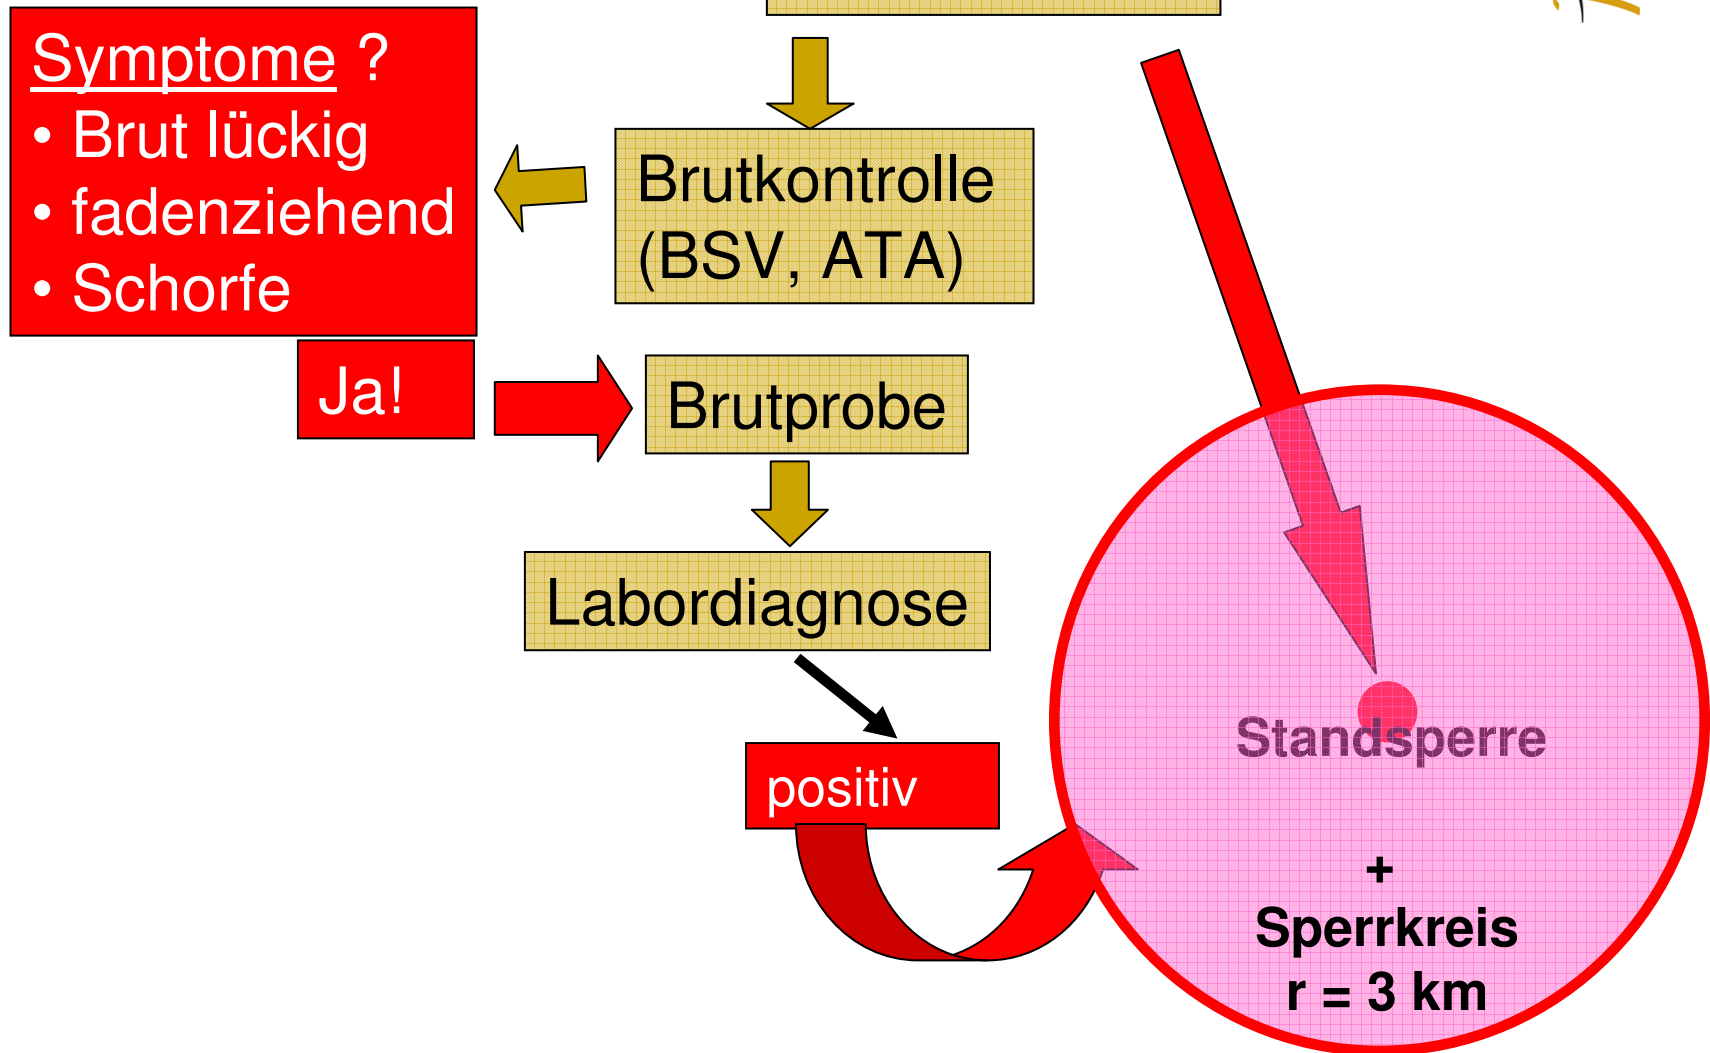 Symptome ?
• Brut lückig
• fadenziehend
• Schorfe
Ja!
Brutkontrolle
(BSV, ATA)
Brutprobe
Labordiagnose
positiv
Standsperre
+
Sperrkreis
r = 3 km